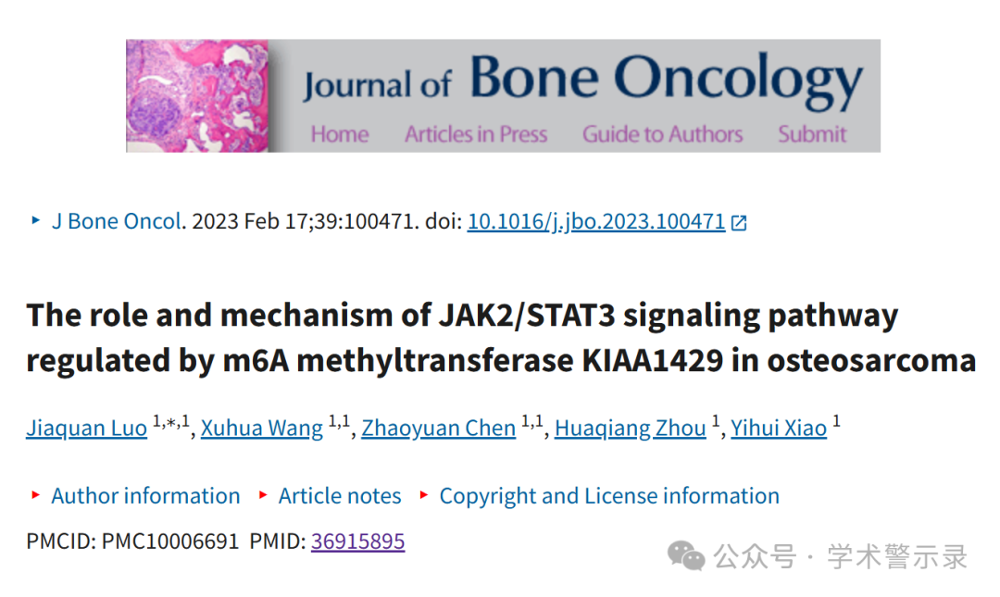 Journal of Bone Oncology
Home Articles in Press Guide to Authors Submit
J Bone Oncol. 2023 Feb 17;39:100471. doi: 10.1016/j.jbo.2023.100471
The role and mechanism of JAK2/STAT3 signaling pathway
regulated by m6A methyltransferase KIAA1429 in osteosarcoma
Jiaquan Luo 1,*,1, Xuhua Wang 1,1, Zhaoyuan Chen 1,1, Huaqiang Zhou 1, Yihui Xiao 1
Author information Article notes Copyright and License information
PMCID: PMC10006691 PMID: 36915895
公众号 · 学术警示录